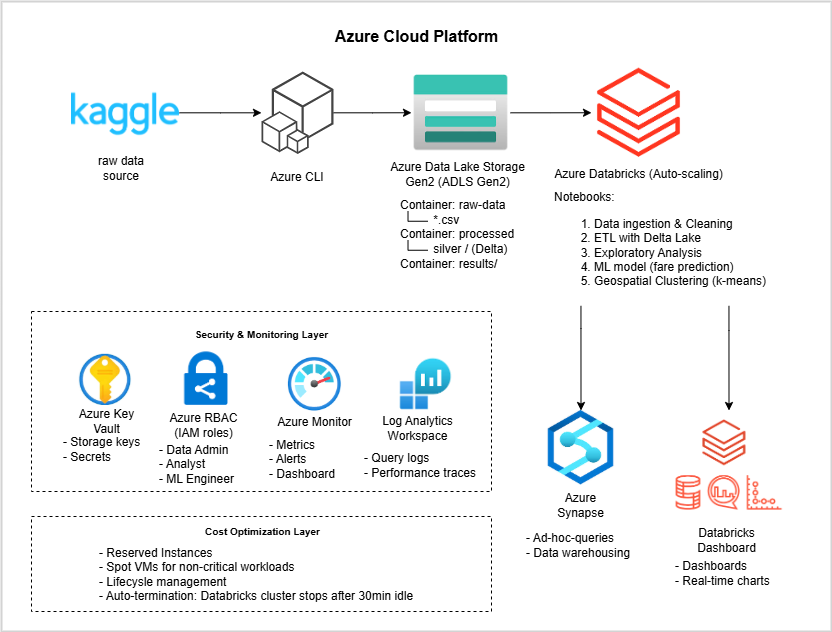 Azure Cloud Platform
kaggle
raw data
source
Azure CLI
Azure Data Lake Storage
Gen2 (ADLS Gen2)
Container: raw-data
*.csv
Container: processed
silver / (Delta)
Container: results/
Azure Databricks (Auto-scaling)
Notebooks:
1. Data ingestion & Cleaning
2. ETL with Delta Lake
3. Exploratory Analysis
4. ML model (fare prediction)
5. Geospatial Clustering (k-means)
Security & Monitoring Layer
Azure Key
Vault
- Storage keys
- Secrets
Azure RBAC
(IAM roles)
- Data Admin
- Analyst
- ML Engineer
Azure Monitor
- Metrics
- Alerts
- Dashboard
Log Analytics
Workspace
- Query logs
- Performance traces
Azure
Synapse
- Ad-hoc-queries
- Data warehousing
Databricks
Dashboard
- Dashboards
- Real-time charts
Cost Optimization Layer
- Reserved Instances
- Spot VMs for non-critical workloads
- Lifecysle management
- Auto-termination: Databricks cluster stops after 30min idle